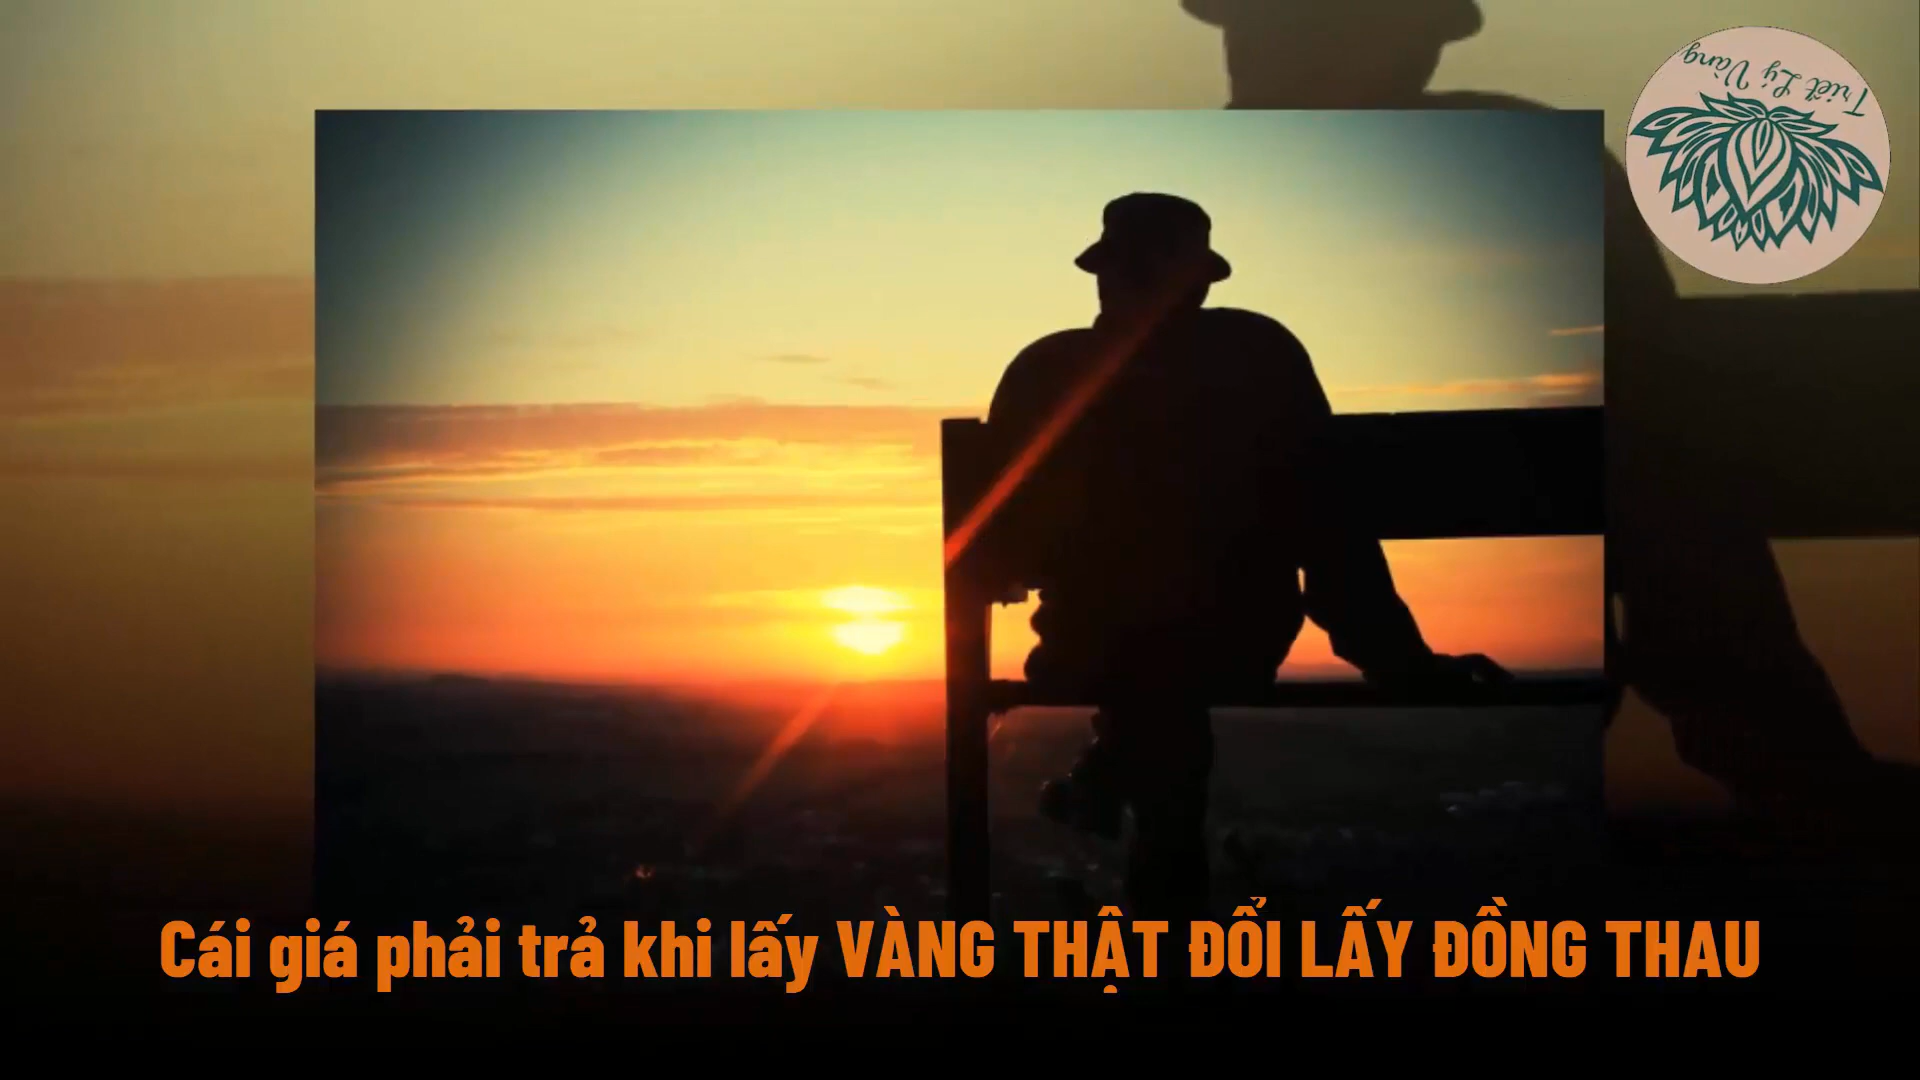 Triết Lý Vàng
Cái giá phải trả khi lấy VÀNG THẬT ĐỔI LẤY ĐỒNG THAU